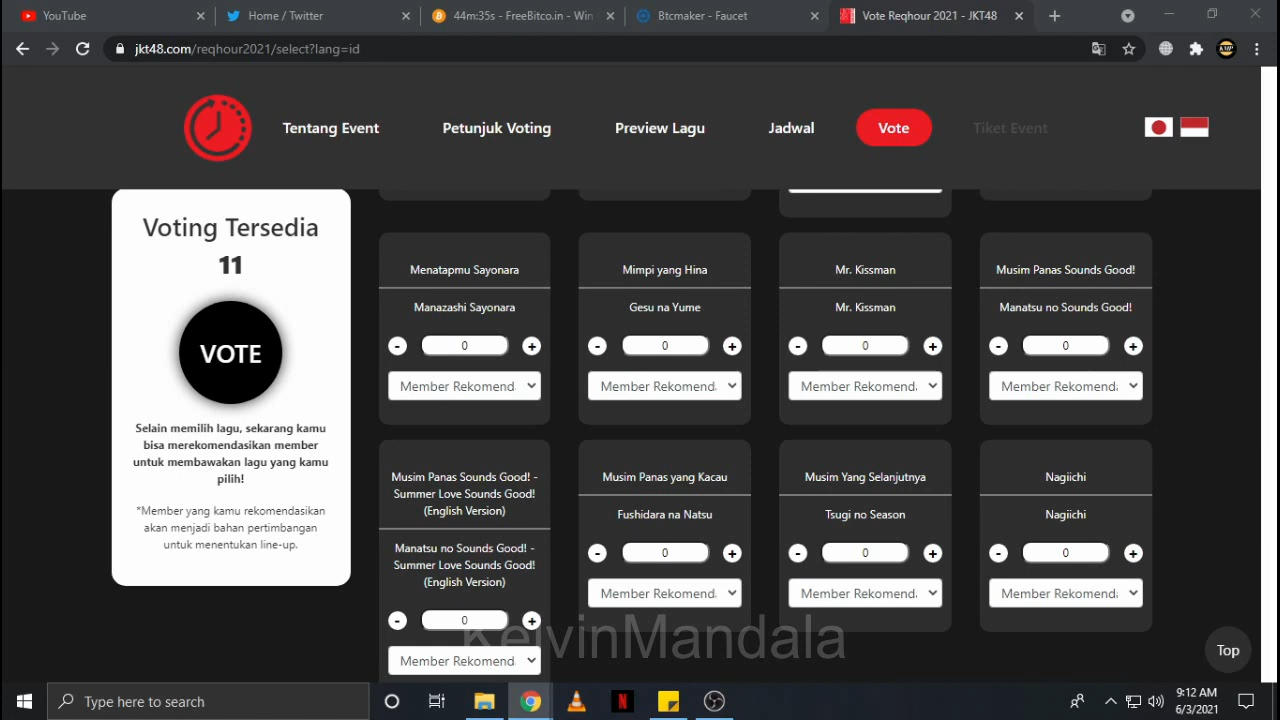 YouTube
Home / Twitter
44m:35s - FreeBitco.in - Win
Btcmaker - Faucet
Vote Reqhour 2021 - JKT48
jkt48.com/reqhour2021/select?lang=id
Tentang Event
Petunjuk Voting
Preview Lagu
Jadwal
Vote
Tiket Event
Voting Tersedia
11
VOTE
Selain memilih lagu, sekarang kamu
bisa merekomendasikan member
untuk membawakan lagu yang kamu
pilih!
*Member yang kamu rekomendasikan
akan menjadi bahan pertimbangan
untuk menentukan line-up.
Menatapmu Sayonara
Manazashi Sayonara
- 0 +
Member Rekomend
Mimpi yang Hina
Gesu na Yume
- 0 +
Member Rekomend
Mr. Kissman
Mr. Kissman
- 0 +
Member Rekomend
Musim Panas Sounds Good!
Manatsu no Sounds Good!
- 0 +
Member Rekomend
Musim Panas Sounds Good! -
Summer Love Sounds Good!
(English Version)
Manatsu no Sounds Good! -
Summer Love Sounds Good!
(English Version)
- 0 +
Member Rekomend
Musim Panas yang Kacau
Fushidara na Natsu
- 0 +
Member Rekomend
Musim Yang Selanjutnya
Tsugi no Season
- 0 +
Member Rekomend
Nagiichi
Nagiichi
- 0 +
Member Rekomend
KelvinMandala
Top
Type here to search
9:12 AM
6/3/2021